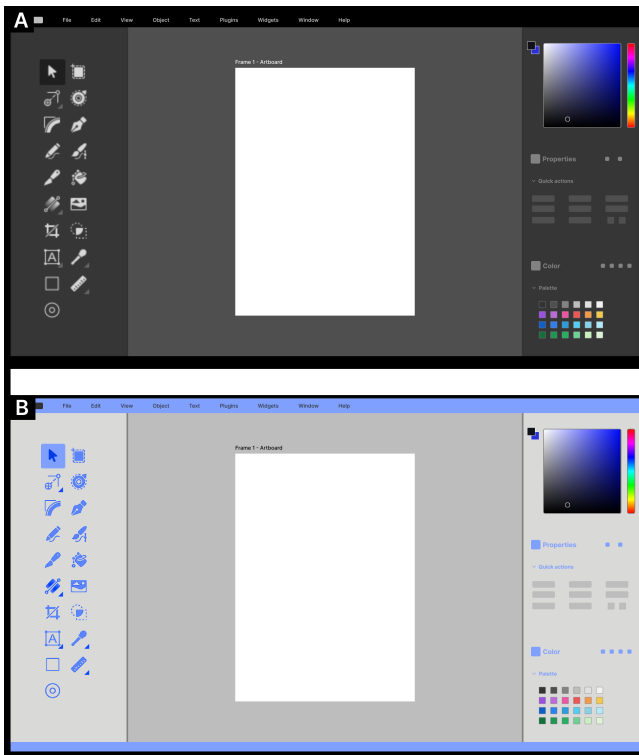 A
File Edit View Object Text Plugins Widgets Window Help
Frame 1 - Artboard
A
Properties
Quick actions
Color
Palette
B
File Edit View Object Text Plugins Widgets Window Help
Frame 1 - Artboard
A
Properties
Quick actions
Color
Palette